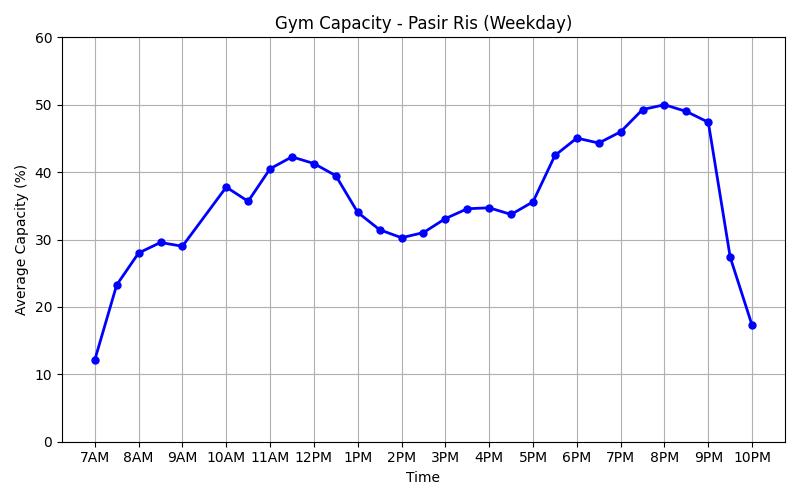 Gym Capacity - Pasir Ris (Weekday)
60
50
40
30
20
10
0
Average Capacity (%)
7AM 8AM 9AM 10AM 11AM 12PM 1PM 2PM 3PM 4PM 5PM 6PM 7PM 8PM 9PM 10PM
Time